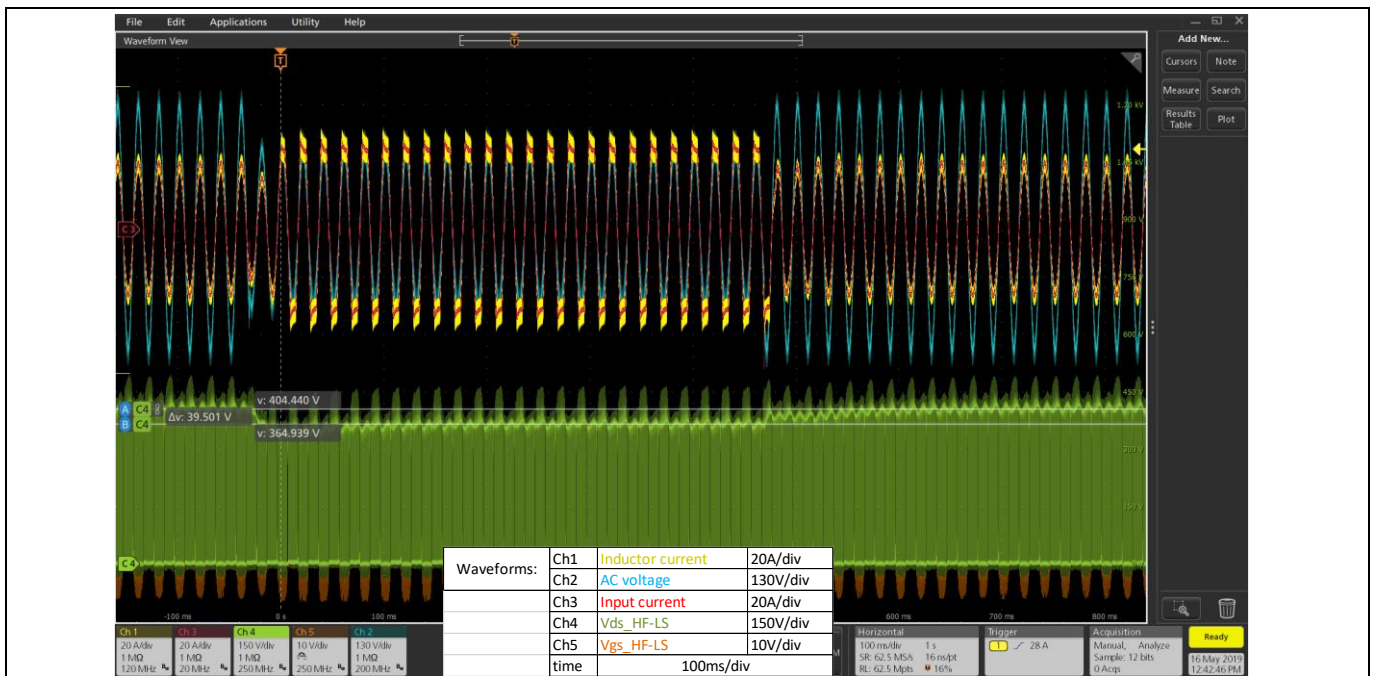 File Edit Applications Utility Help
Waveform View
Add New...
Cursors Note
Measure Search
Results Table Plot
T
T
1.20 kV
1.05 kV
900 V
750 V
600 V
450 V
300 V
150 V
C3
A C4
B C4
Δv: 39.501 V
v: 404.440 V
v: 364.939 V
C4
-100 ms 0 s 100 ms 600 ms 700 ms 800 ms
Waveforms: Ch1 Inductor current 20A/div
Ch2 AC voltage 130V/div
Ch3 Input current 20A/div
Ch4 Vds_HF-LS 150V/div
Ch5 Vgs_HF-LS 10V/div
time 100ms/div
Ch 1
20 A/div
1 MΩ
120 MHz
Ch 3
20 A/div
1 MΩ
20 MHz
Ch 4
150 V/div
1 MΩ
250 MHz
Ch 5
10 V/div
250 MHz
Ch 2
130 V/div
1 MΩ
200 MHz
Horizontal
100 ms/div 1 s
SR: 62.5 MS/s 16 ns/pt
RL: 62.5 Mpts 16%
Trigger
1 28 A
Acquisition
Manual, Analyze
Sample: 12 bits
0 Acqs
Ready
16 May 2019
12:42:46 PM